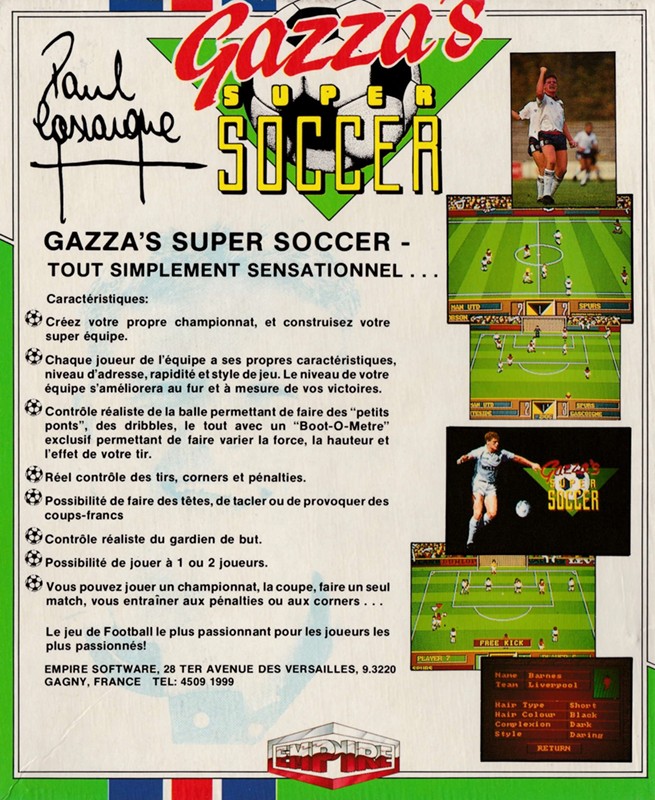 Gazza's
SUPER
SOCCER
Paul
Gascoigne
GAZZA'S SUPER SOCCER -
TOUT SIMPLEMENT SENSATIONNEL . . .
Caractéristiques:
Créez votre propre championnat, et construisez votre
super équipe.
Chaque joueur de l'équipe a ses propres caractéristiques,
niveau d'adresse, rapidité et style de jeu. Le niveau de votre
équipe s'améliorera au fur et à mesure de vos victoires.
Contrôle réaliste de la balle permettant de faire des "petits
ponts", des dribbles, le tout avec un "Boot-O-Metre"
exclusif permettant de faire varier la force, la hauteur et
l'effet de votre tir.
Réel contrôle des tirs, corners et pénalties.
Possibilité de faire des têtes, de tacler ou de provoquer des
coups-francs
Contrôle réaliste du gardien de but.
Possibilité de jouer à 1 ou 2 joueurs.
Vous pouvez jouer un championnat, la coupe, faire un seul
match, vous entraîner aux pénalties ou aux corners . . .
Le jeu de Football le plus passionnant pour les joueurs les
plus passionnés!
EMPIRE SOFTWARE, 28 TER AVENUE DES VERSAILLES, 9.3220
GAGNY, FRANCE TEL: 4509 1999
EMPIRE
MAN UTD 2 2 SPURS
ROBSON
MAN UTD 2 3 SPURS
GASCOIGNE
Gazza's
SUPER
SOCCER
DUNLOP
FREE KICK
PLAYER 7
Name Barnes
Team Liverpool
Hair Type Short
Hair Colour Black
Complexion Dark
Style Daring
RETURN